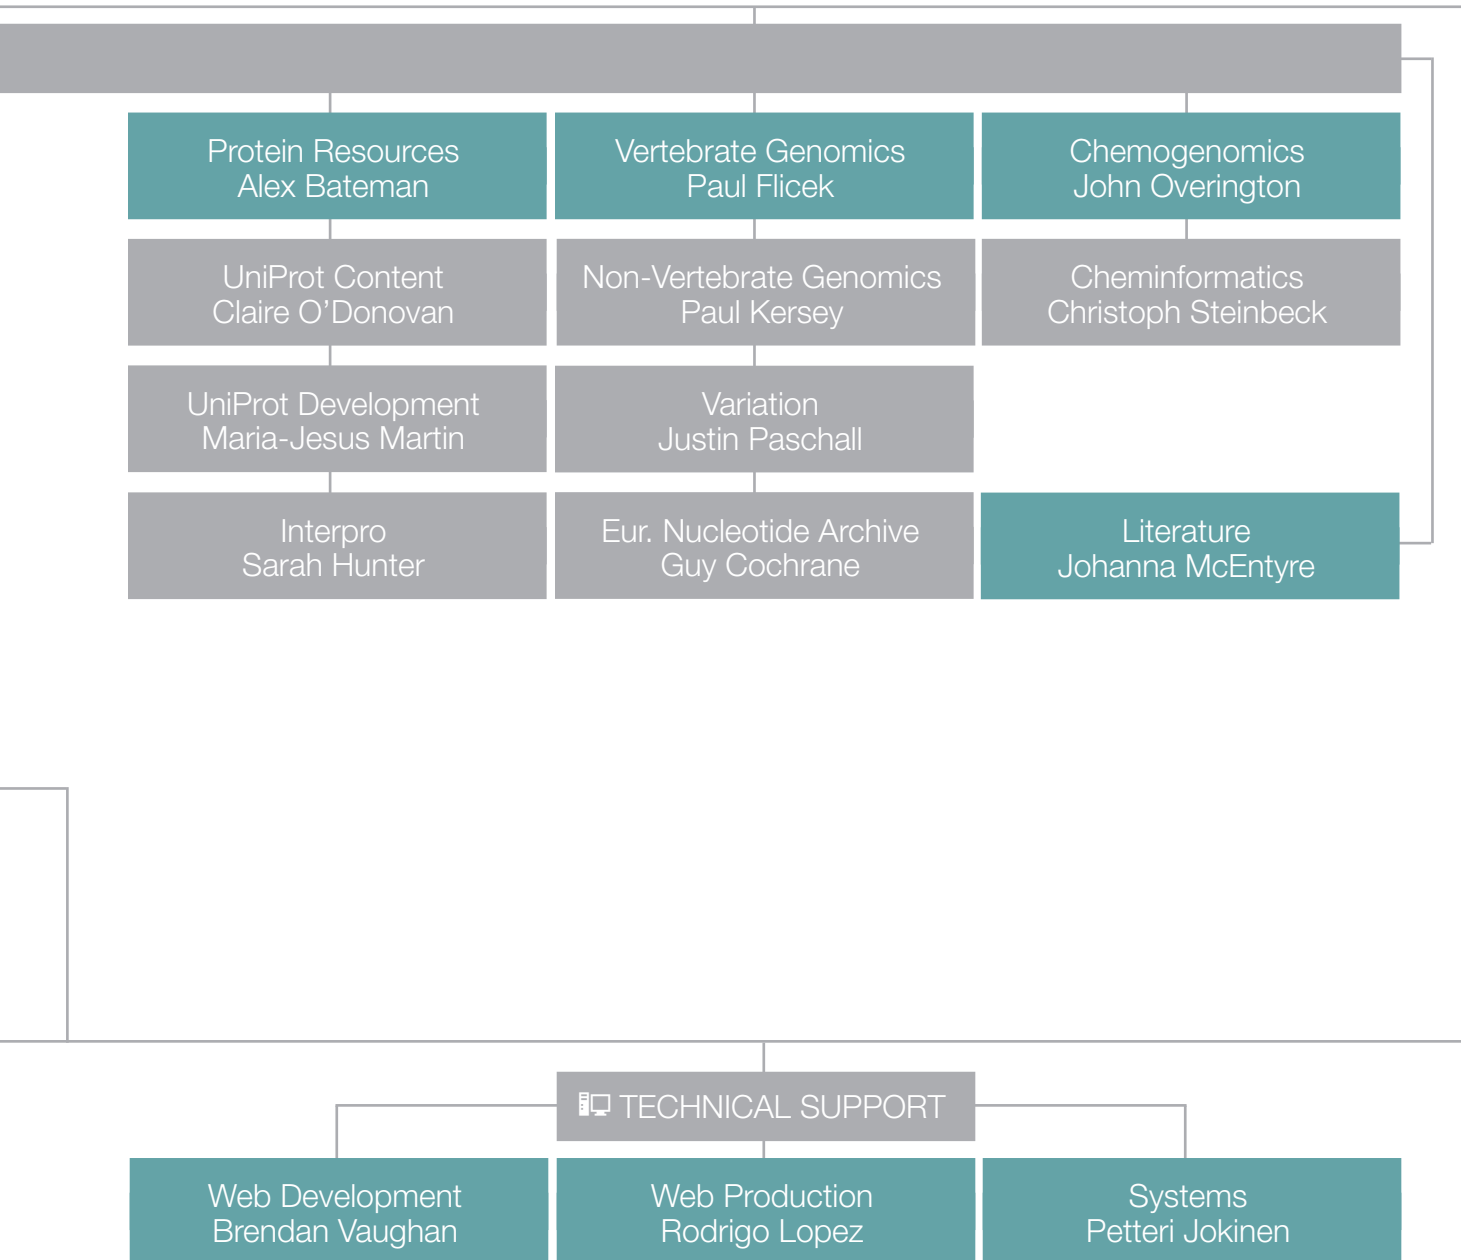 Protein Resources
Alex Bateman
Vertebrate Genomics
Paul Flicek
Chemogenomics
John Overington
UniProt Content
Claire O’Donovan
Non-Vertebrate Genomics
Paul Kersey
Cheminformatics
Christoph Steinbeck
UniProt Development
Maria-Jesus Martin
Variation
Justin Paschall
Interpro
Sarah Hunter
Eur. Nucleotide Archive
Guy Cochrane
Literature
Johanna McEntyre
TECHNICAL SUPPORT
Web Development
Brendan Vaughan
Web Production
Rodrigo Lopez
Systems
Petteri Jokinen